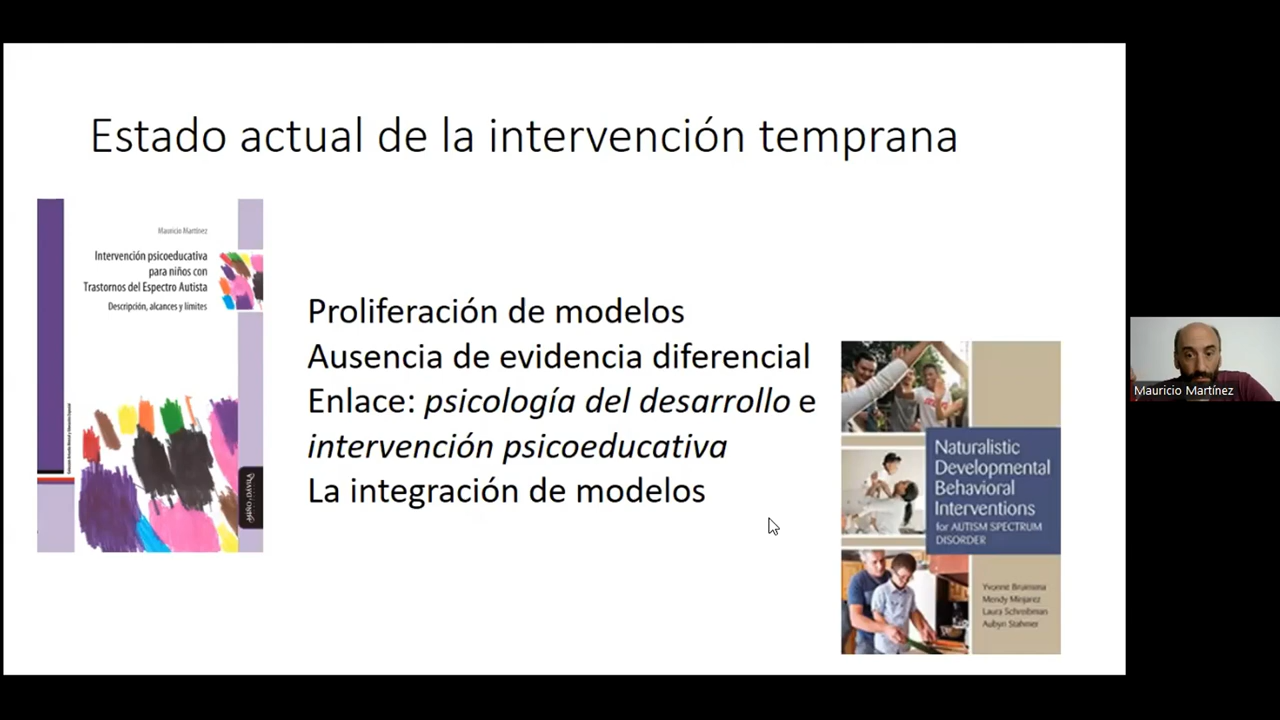 Estado actual de la intervención temprana
Mauricio Martínez
Intervención psicoeducativa
para niños con
Trastornos del Espectro Autista
Descripción, alcances y límites
Proliferación de modelos
Ausencia de evidencia diferencial
Enlace: psicología del desarrollo e
intervención psicoeducativa
La integración de modelos
Naturalistic
Developmental
Behavioral
Interventions
for AUTISM SPECTRUM
DISORDER
Yvonne Bruinsma
Mendy Minjarez
Laura Schreibman
Aubyn Stahmer
Mauricio Martínez